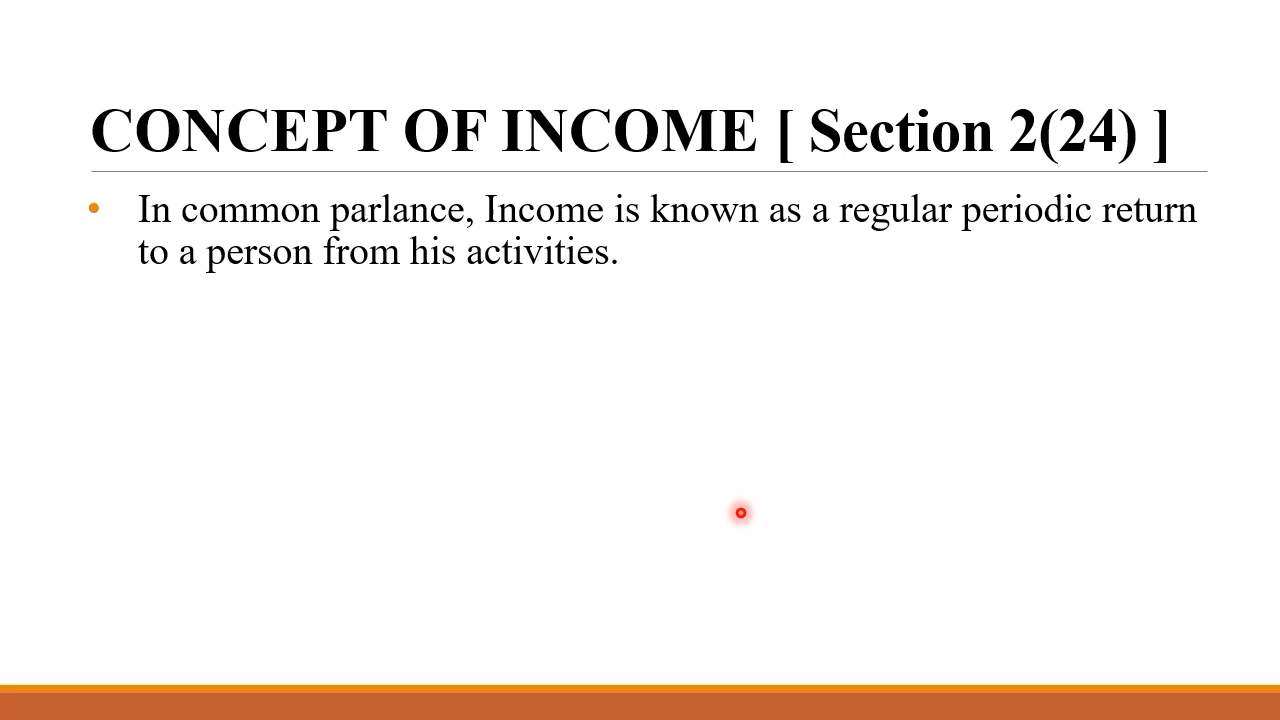 CONCEPT OF INCOME [ Section 2(24) ]
• In common parlance, Income is known as a regular periodic return
to a person from his activities.